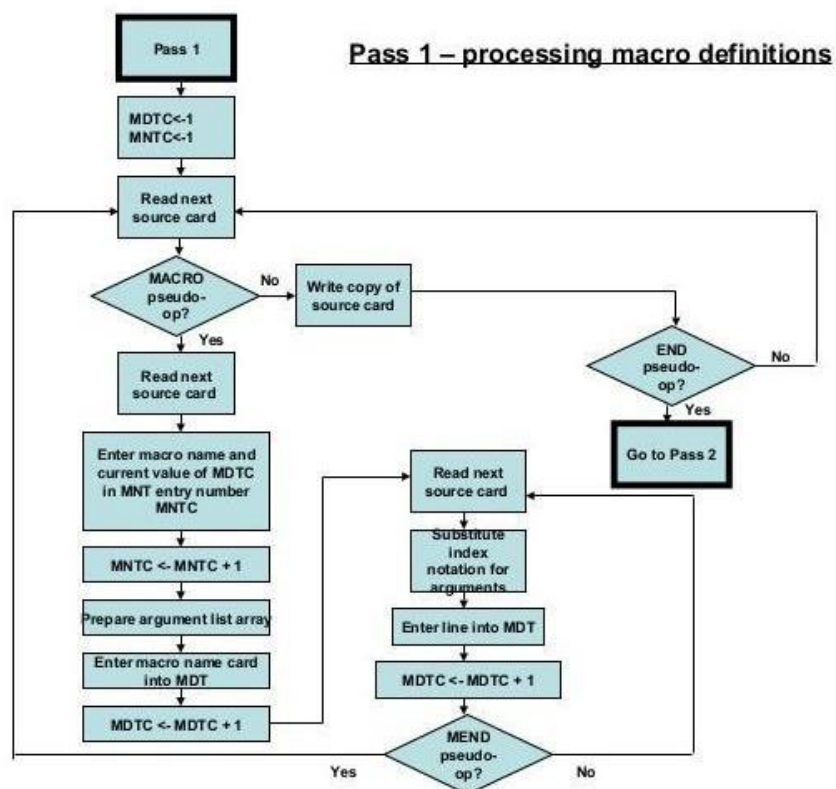 Pass 1
Pass 1 – processing macro definitions
MDTC<-1
MNTC<-1
Read next
source card
MACRO
pseudo-
op?
No
Write copy of
source card
Yes
END
pseudo-
op?
No
Yes
Go to Pass 2
Read next
source card
Enter macro name and
current value of MDTC
in MNT entry number
MNTC
MNTC <- MNTC + 1
Prepare argument list array
Enter macro name card
into MDT
MDTC <- MDTC + 1
Read next
source card
Substitute
index
notation for
arguments
Enter line into MDT
MDTC <- MDTC + 1
MEND
pseudo-
op?
Yes
No